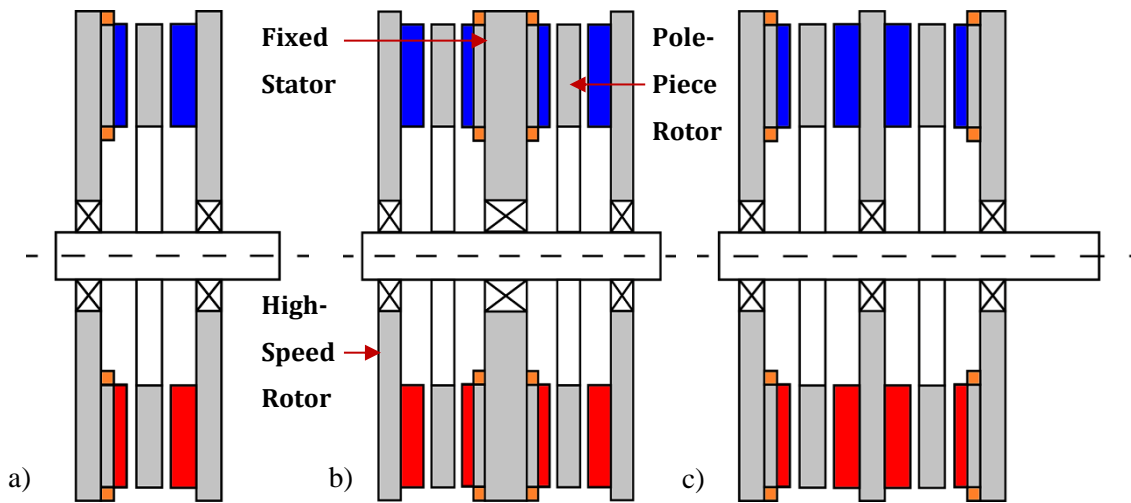 Fixed
Stator
Pole-
Piece
Rotor
High-
Speed
Rotor
a)
b)
c)